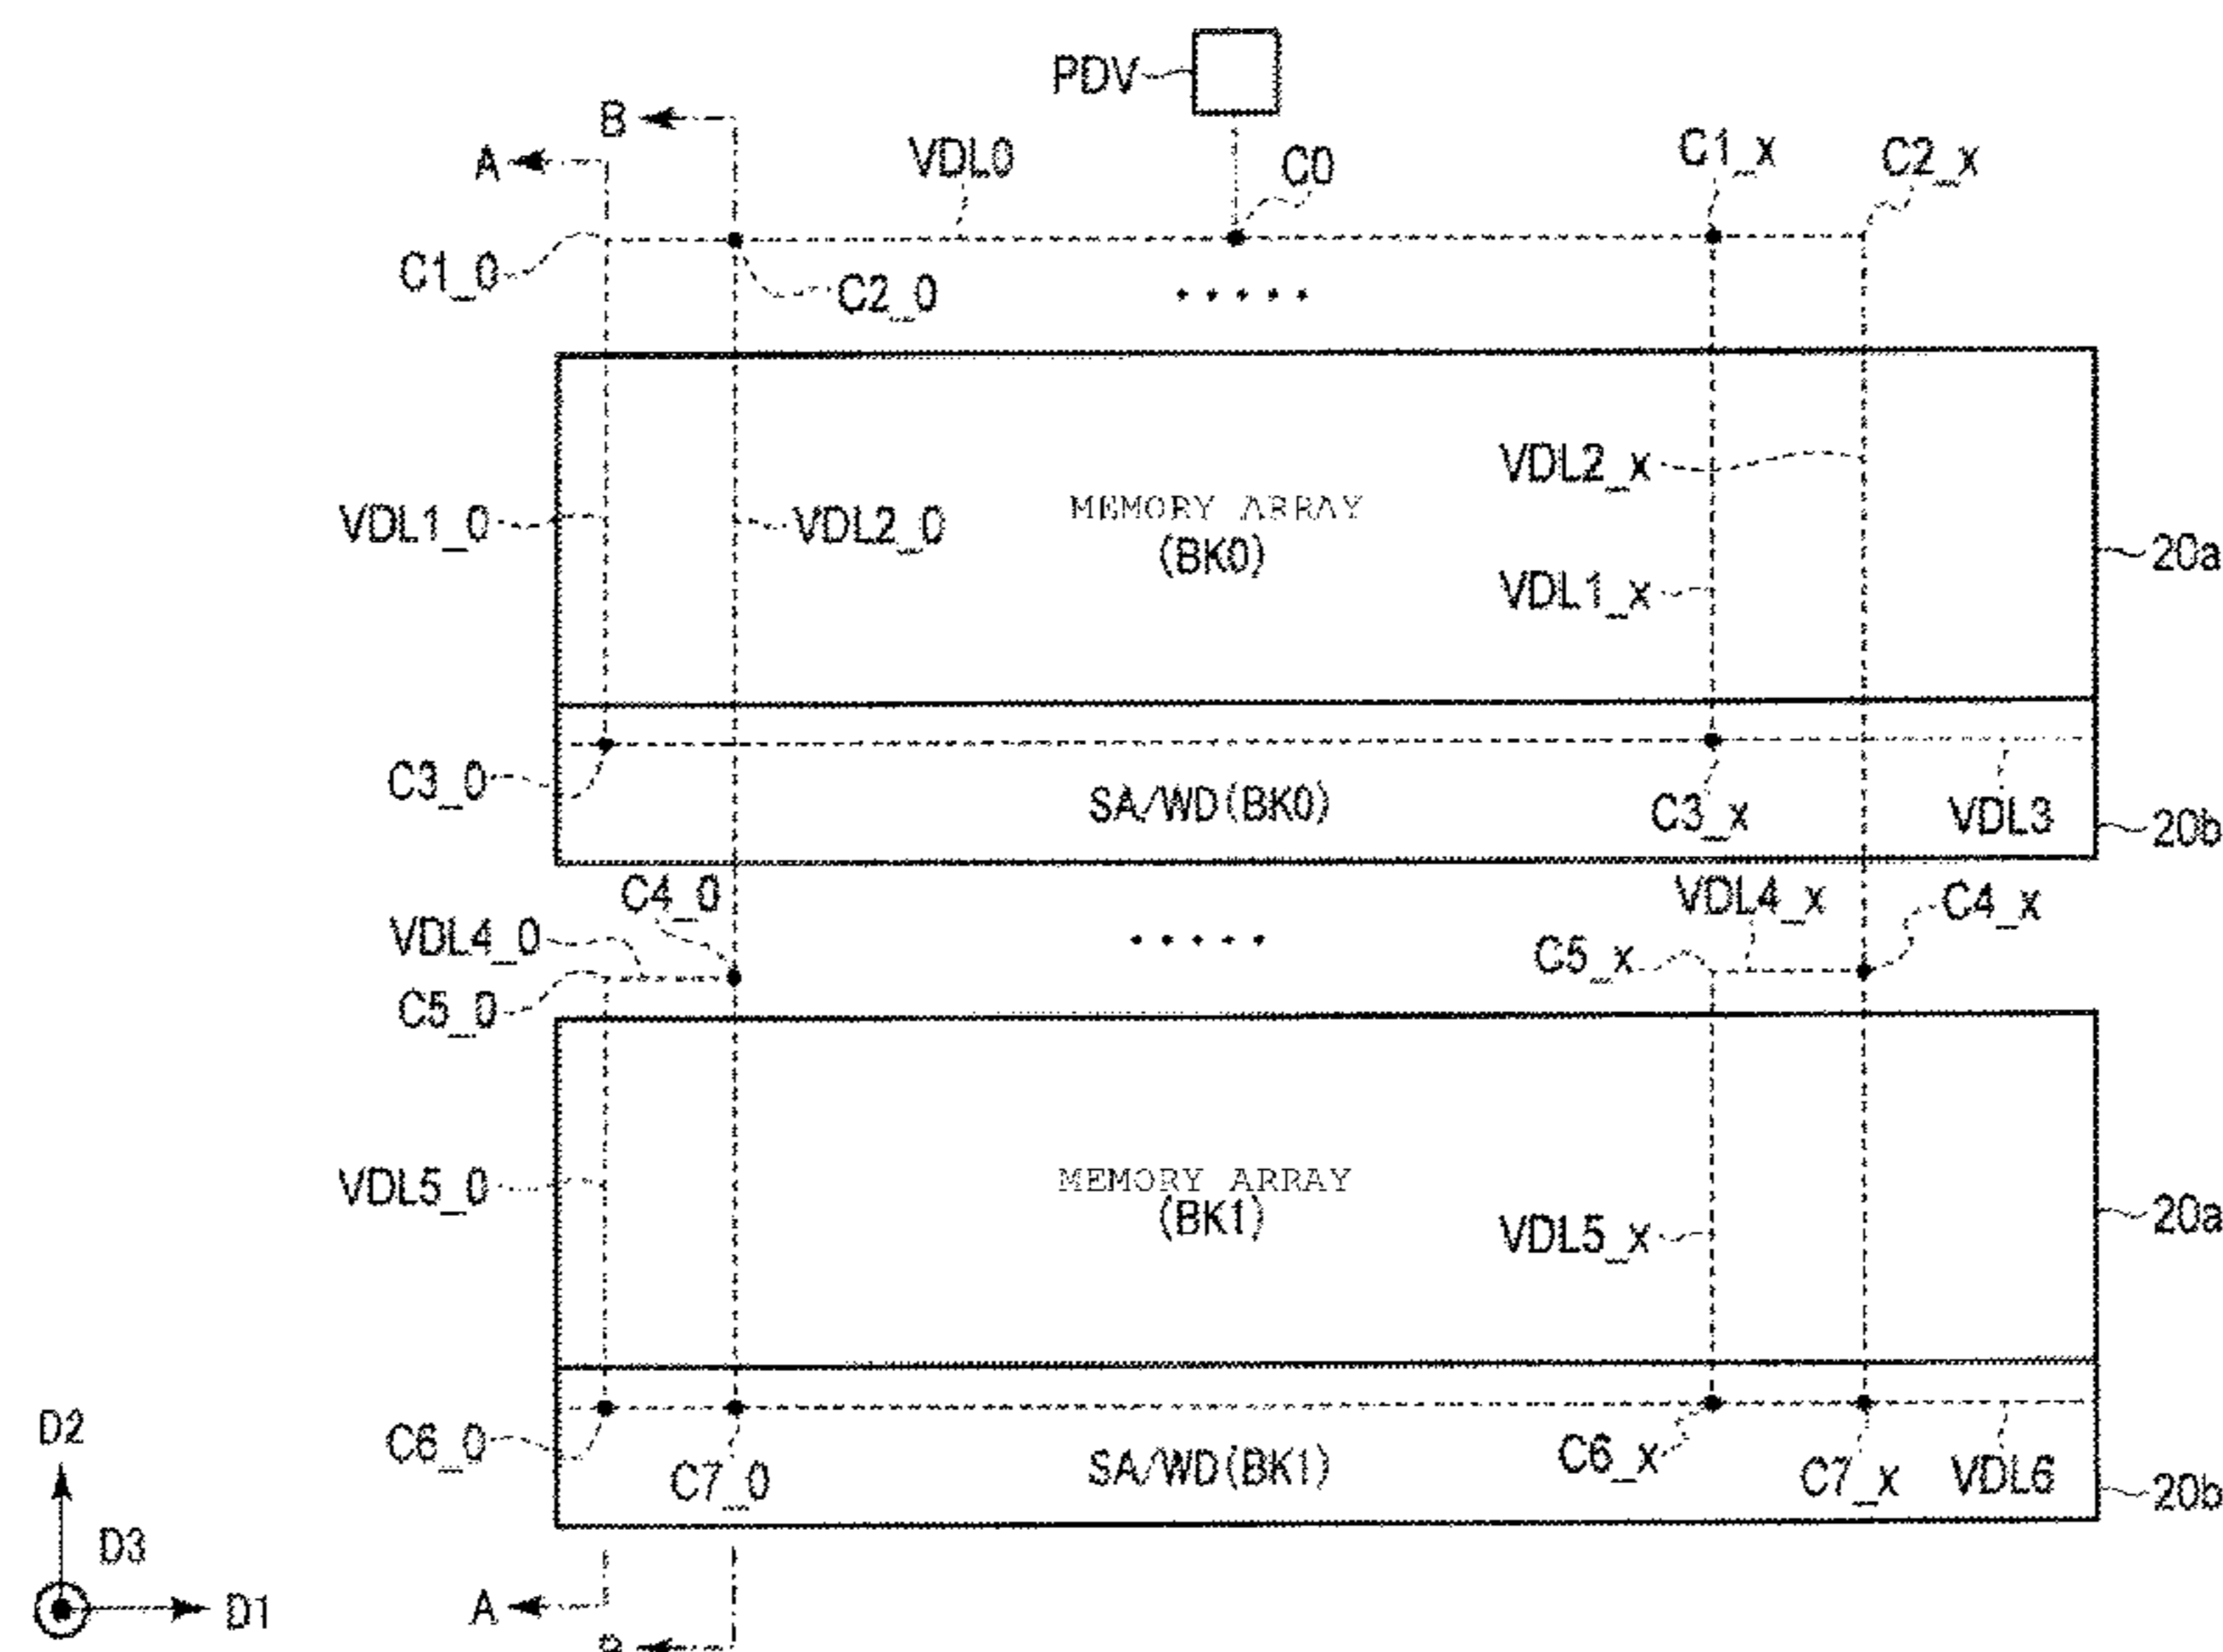 PDV
B
A
VDL0
C0
C1_x
C2_x
C1_0
C2_0
VDL2_x
VDL1_0
VDL2_0
MEMORY ARRAY
(BK0)
20a
VDL1_x
C3_0
SA/WD(BK0)
C3_x
VDL3
20b
C4_0
VDL4_x
C4_x
VDL4_0
C5_x
C5_0
VDL5_0
MEMORY ARRAY
(BK1)
20a
VDL5_x
D2
C6_0
C7_0
SA/WD(BK1)
C6_x
C7_x
VDL6
20b
D3
A
D1
B